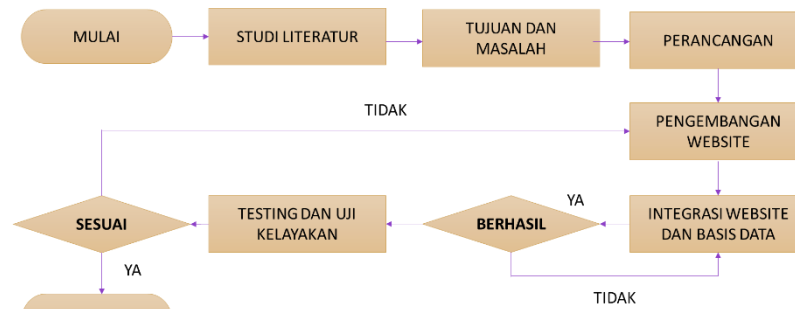 MULAI
STUDI LITERATUR
TUJUAN DAN
MASALAH
PERANCANGAN
TIDAK
PENGEMBANGAN
WEBSITE
SESUAI
TESTING DAN UJI
KELAYAKAN
BERHASIL
YA
INTEGRASI WEBSITE
DAN BASIS DATA
YA
TIDAK